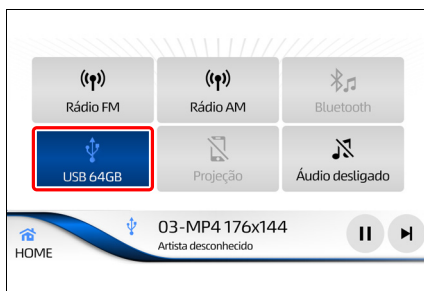 Rádio FM
Rádio AM
Bluetooth
USB 64GB
Projeção
Áudio desligado
HOME
03-MP4 176x144
Artista desconhecido